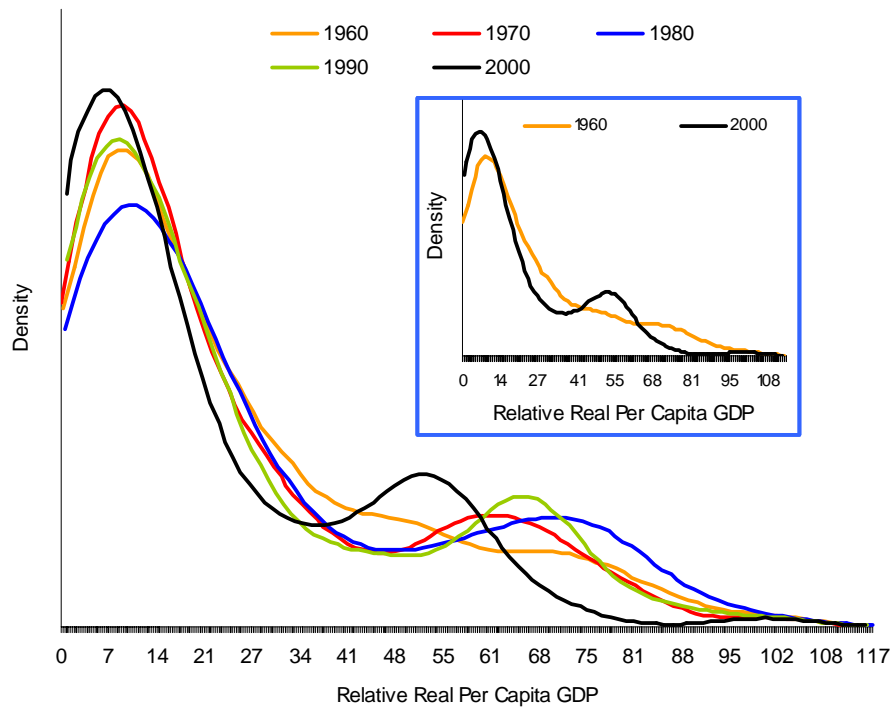 1960 1970 1980
1990 2000
1960 2000
Density
0 14 27 41 55 68 81 95 108
Relative Real Per Capita GDP
Density
0 7 14 21 27 34 41 48 55 61 68 75 81 88 95 102 108 117
Relative Real Per Capita GDP